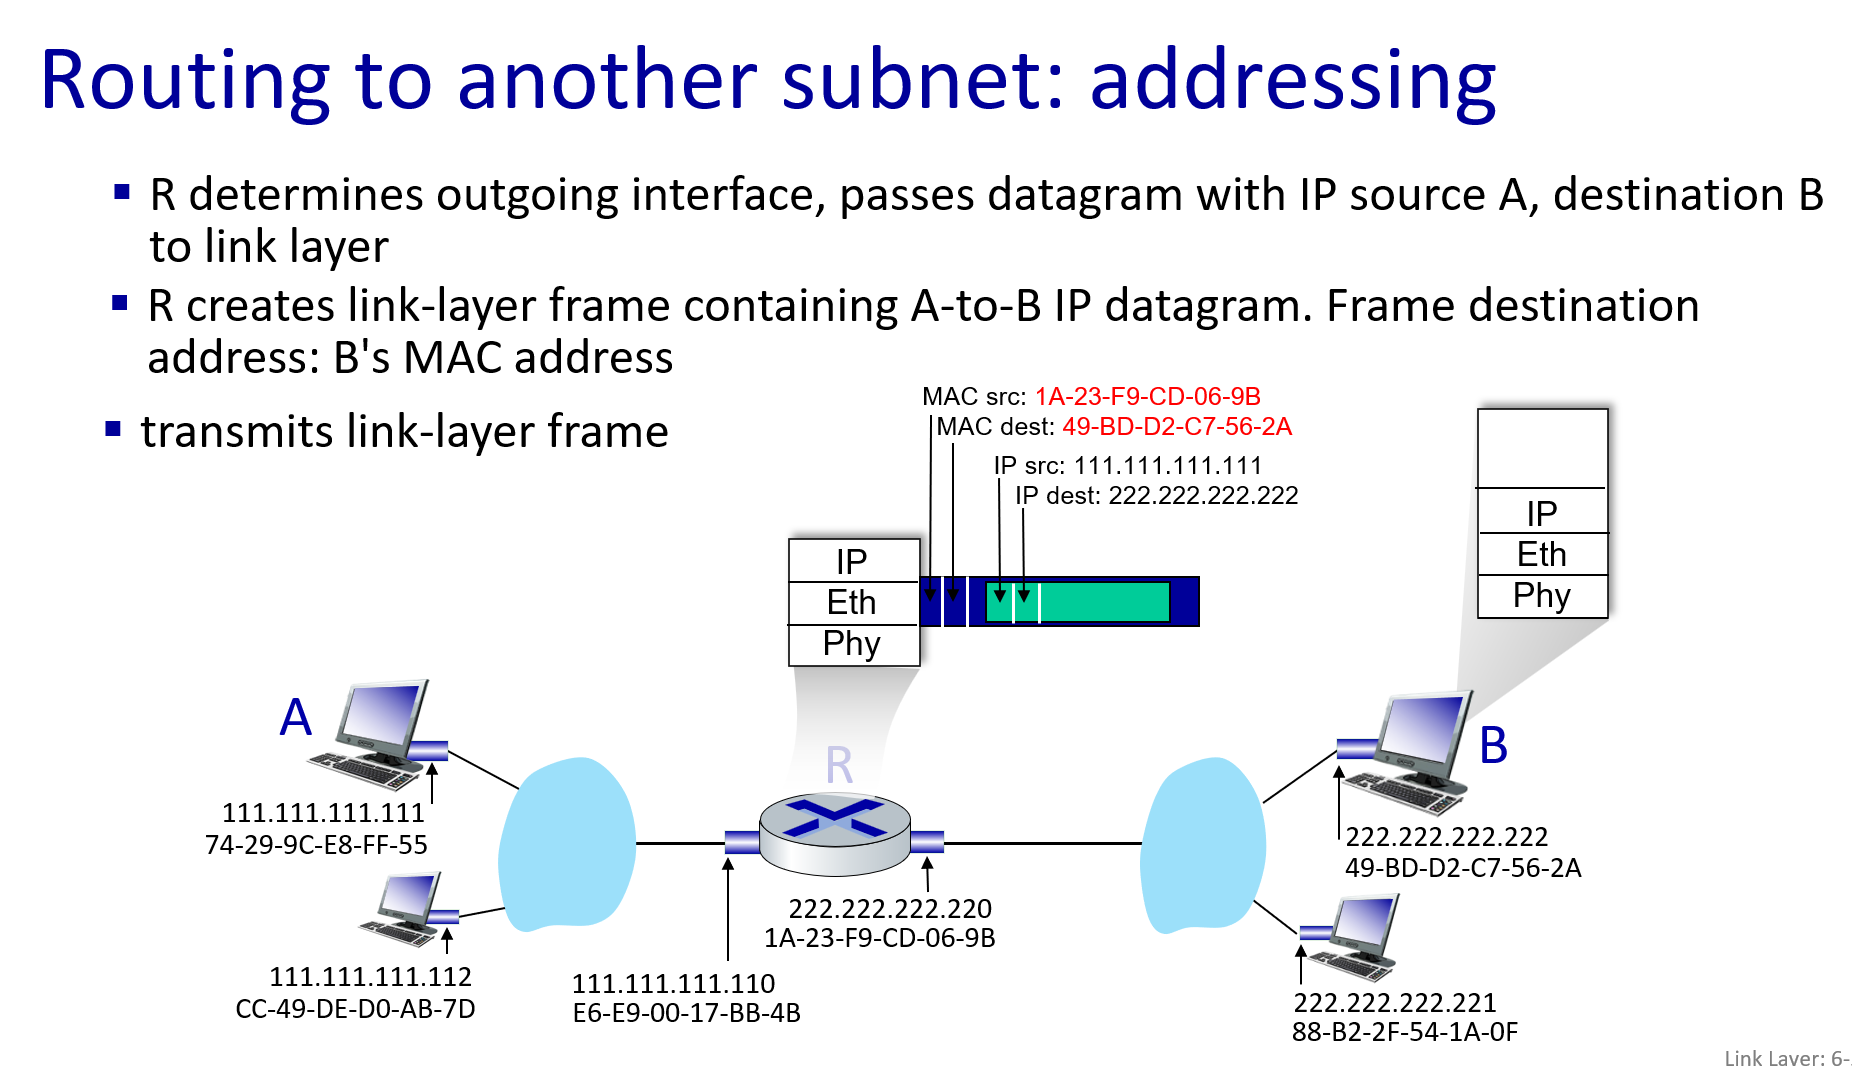 Routing to another subnet: addressing
R determines outgoing interface, passes datagram with IP source A, destination B
to link layer
R creates link-layer frame containing A-to-B IP datagram. Frame destination
address: B's MAC address
transmits link-layer frame
MAC src: 1A-23-F9-CD-06-9B
MAC dest: 49-BD-D2-C7-56-2A
IP src: 111.111.111.111
IP dest: 222.222.222.222
IP
Eth
Phy
IP
Eth
Phy
A
R
B
111.111.111.111
74-29-9C-E8-FF-55
222.222.222.222
49-BD-D2-C7-56-2A
222.222.222.220
1A-23-F9-CD-06-9B
111.111.111.112
CC-49-DE-D0-AB-7D
111.111.111.110
E6-E9-00-17-BB-4B
222.222.222.221
88-B2-2F-54-1A-0F
Link Layer: 6-